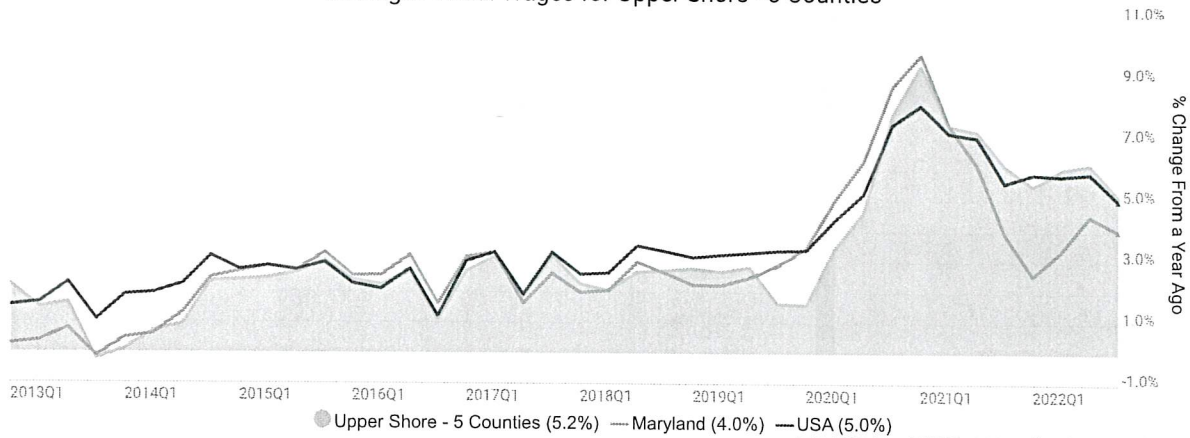 Wages for Upper Shore - 5 Counties
11.0%
9.0%
7.0%
5.0%
3.0%
1.0%
-1.0%
% Change From a Year Ago
2013Q1 2014Q1 2015Q1 2016Q1 2017Q1 2018Q1 2019Q1 2020Q1 2021Q1 2022Q1
Upper Shore - 5 Counties (5.2%) Maryland (4.0%) USA (5.0%)